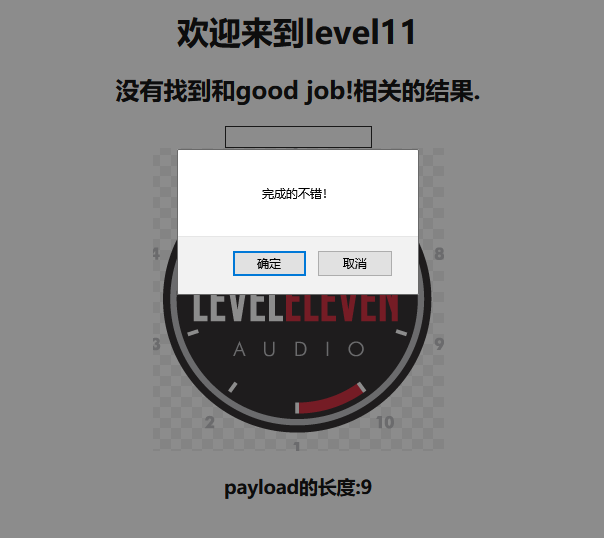 欢迎来到level11
没有找到和good job!相关的结果.
完成的不错!
确定 取消
4 8
LEVELELEVEN
3 9
AUDIO
2 10
1
payload的长度:9